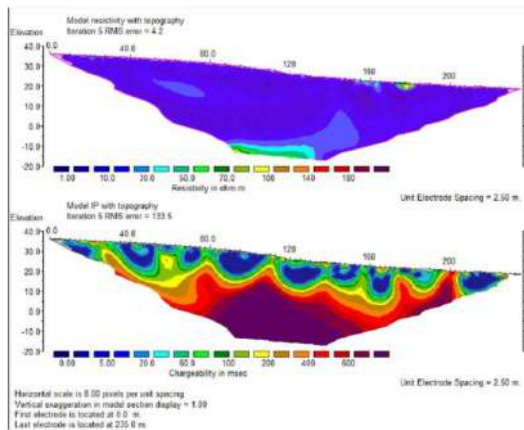 Model resistivity with topography
Iteration 5 RMS error = 4.2
Elevation
0.0 40.0 80.0 120 160 200
40.0
30.0
20.0
10.0
0.0
-10.0
-20.0
1.00 10.0 30.0 50.0 70.0 100 140 180
Resistivity in ohm.m
Unit Electrode Spacing = 2.50 m.
Model IP with topography
Iteration 5 RMS error = 133.5
Elevation
0.0 40.0 80.0 120 160 200
40.0
30.0
20.0
10.0
0.0
-10.0
-20.0
0.00 5.0 20.0 60.0 100 200 400 600
Chargeability in msec
Unit Electrode Spacing = 2.50 m.
Horizontal scale is 8.00 pixels per unit spacing
Vertical exaggeration in model section display = 1.00
First electrode is located at 0.0 m.
Last electrode is located at 235.0 m